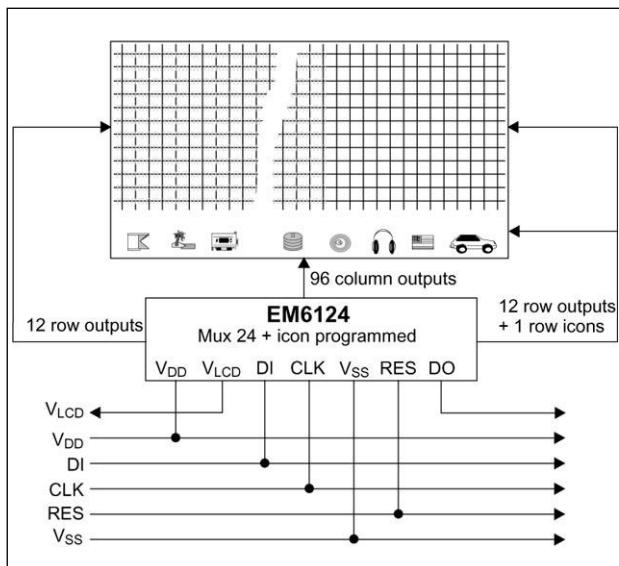 96 column outputs
12 row outputs
EM6124
Mux 24 + icon programmed
12 row outputs
+ 1 row icons
VDD VLCD DI CLK VSS RES DO
VLCD
VDD
DI
CLK
RES
VSS